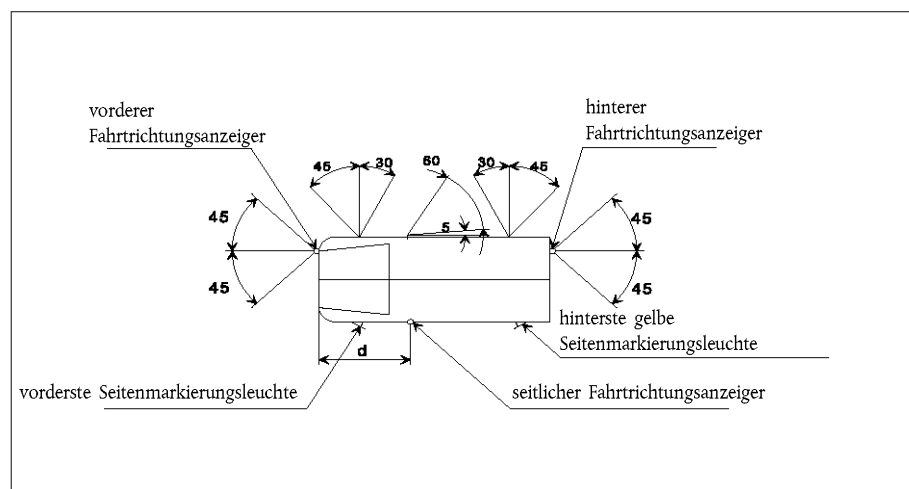 vorderer
Fahrtrichtungsanzeiger
hinterer
Fahrtrichtungsanzeiger
45
30
60
30
45
45
5
45
45
45
hinterste gelbe
Seitenmarkierungsleuchte
d
vorderste Seitenmarkierungsleuchte
seitlicher Fahrtrichtungsanzeiger